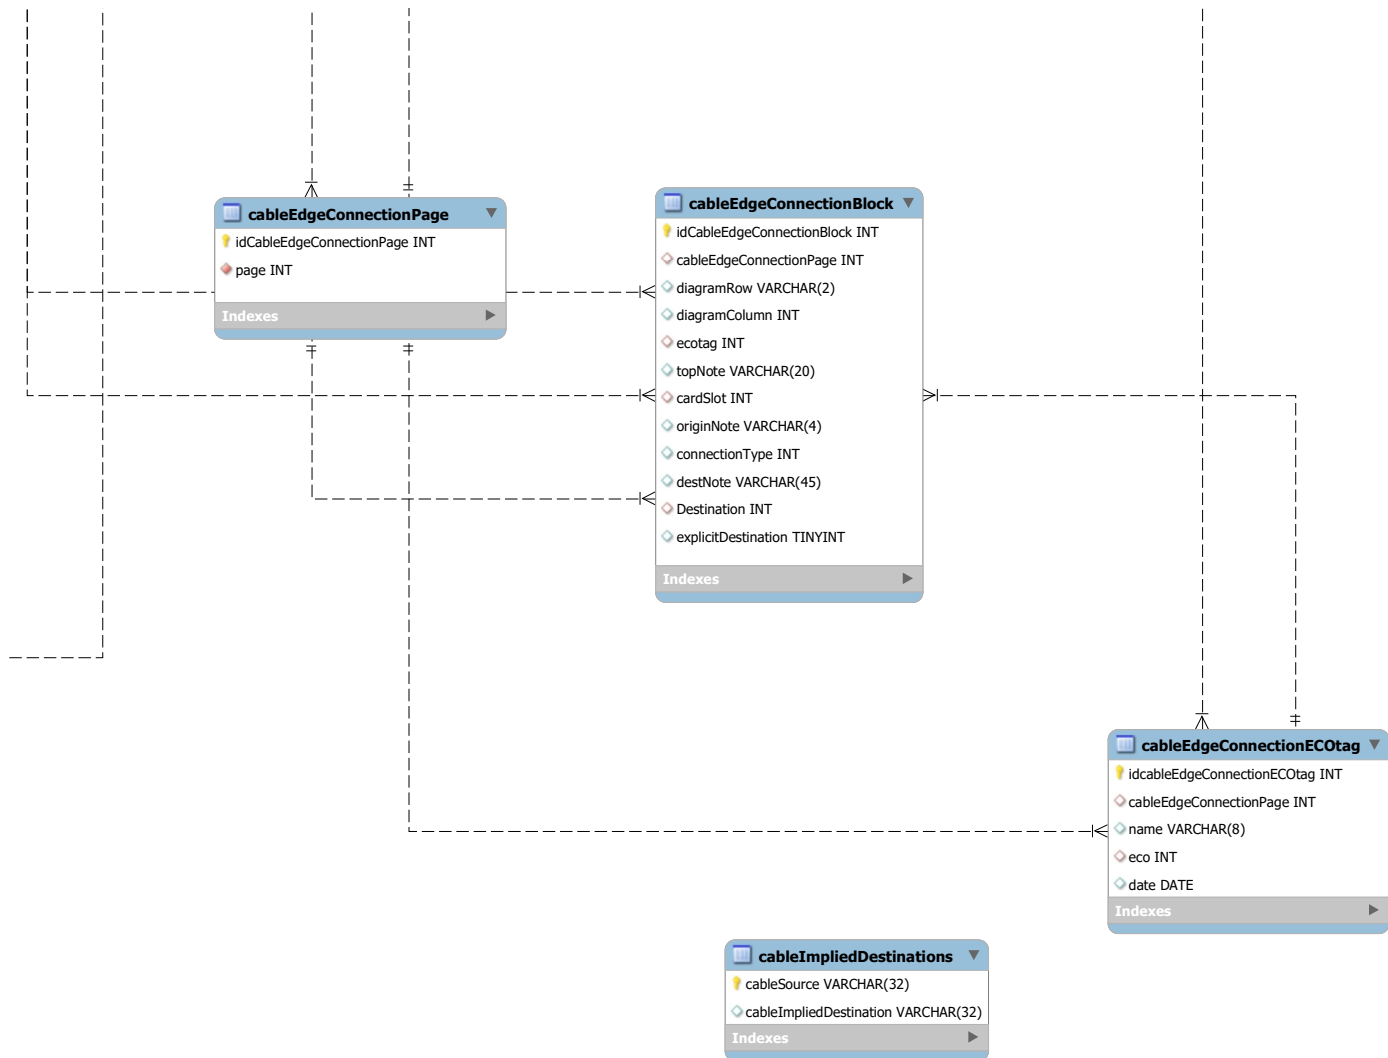 cableEdgeConnectionPage
idCableEdgeConnectionPage INT
page INT
Indexes
cableEdgeConnectionBlock
idCableEdgeConnectionBlock INT
cableEdgeConnectionPage INT
diagramRow VARCHAR(2)
diagramColumn INT
ecotag INT
topNote VARCHAR(20)
cardSlot INT
originNote VARCHAR(4)
connectionType INT
destNote VARCHAR(45)
Destination INT
explicitDestination TINYINT
Indexes
cableEdgeConnectionECOtag
idcableEdgeConnectionECOtag INT
cableEdgeConnectionPage INT
name VARCHAR(8)
eco INT
date DATE
Indexes
cableImpliedDestinations
cableSource VARCHAR(32)
cableImpliedDestination VARCHAR(32)
Indexes